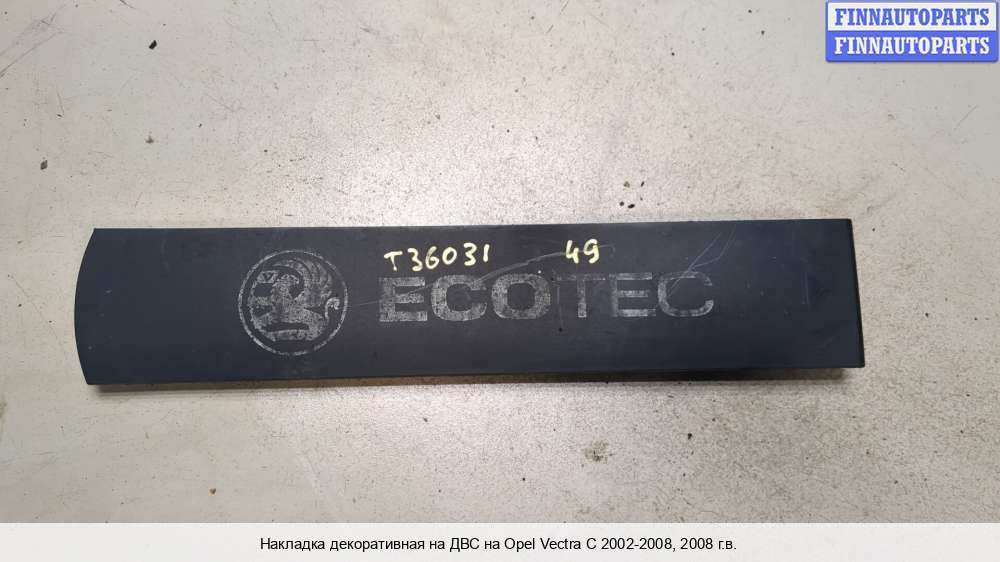 FINNAUTOPARTS
FINNAUTOPARTS
T36031 49
ECOTEC
Накладка декоративная на ДВС на Opel Vectra C 2002-2008, 2008 г.в.